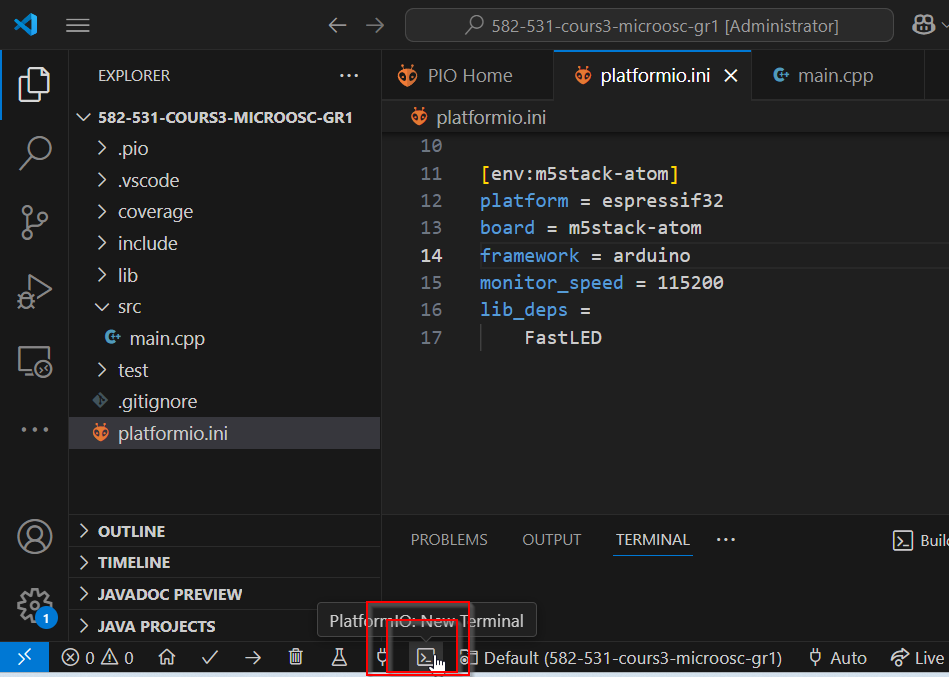 582-531-cours3-microosc-gr1 [Administrator]
EXPLORER
PIO Home
platformio.ini
main.cpp
582-531-COURS3-MICROOSC-GR1
.pio
.vscode
coverage
include
lib
src
main.cpp
test
.gitignore
platformio.ini
platformio.ini
10
11 [env:m5stack-atom]
12 platform = espressif32
13 board = m5stack-atom
14 framework = arduino
15 monitor_speed = 115200
16 lib_deps =
17 FastLED
OUTLINE
TIMELINE
JAVADOC PREVIEW
JAVA PROJECTS
PROBLEMS OUTPUT TERMINAL
Build
1
PlatformIO: New Terminal
0 0 Default (582-531-cours3-microosc-gr1) Auto Live